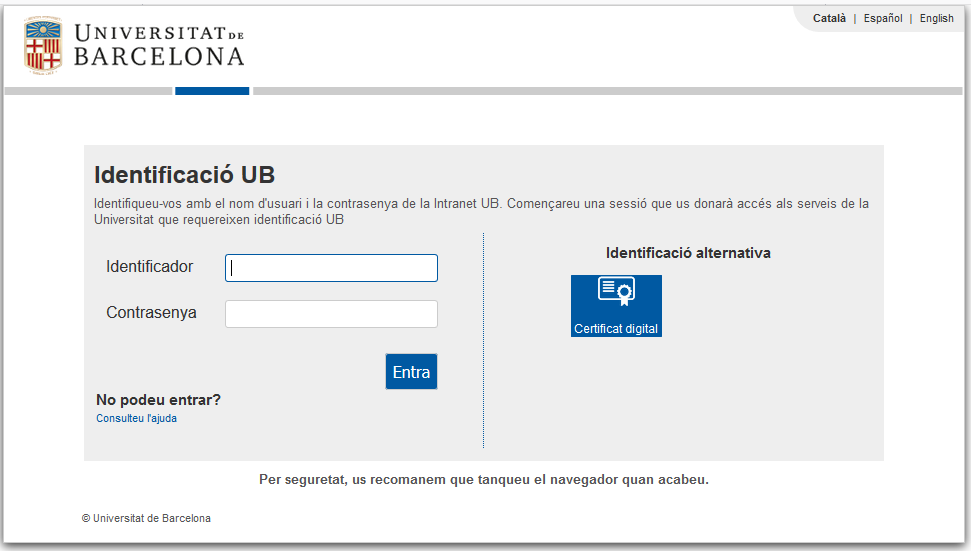 UNIVERSITAT DE
BARCELONA
Català | Español | English
Identificació UB
Identifiqueu-vos amb el nom d'usuari i la contrasenya de la Intranet UB. Començareu una sessió que us donarà accés als serveis de la
Universitat que requereixen identificació UB
Identificador
Contrasenya
Entra
No podeu entrar?
Consulteu l'ajuda
Identificació alternativa
Certificat digital
Per seguretat, us recomanem que tanqueu el navegador quan acabeu.
© Universitat de Barcelona